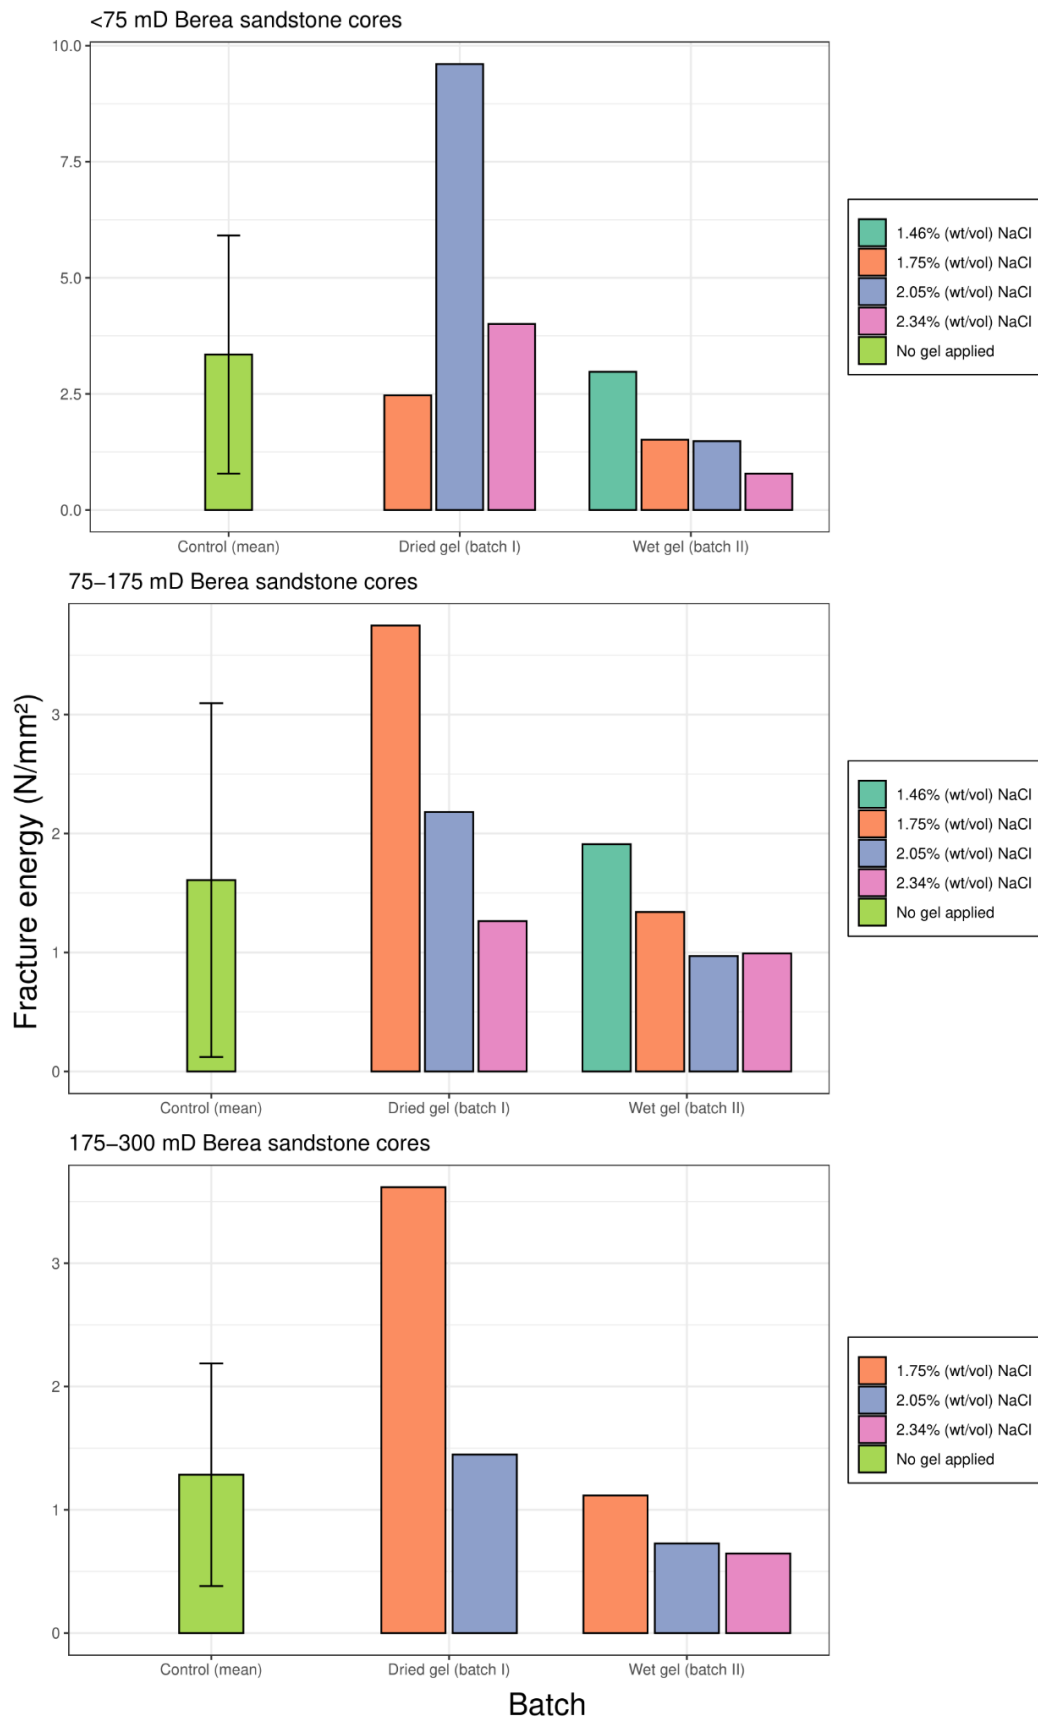 <75 mD Berea sandstone cores
10.0
7.5
5.0
2.5
0.0
Control (mean)
Dried gel (batch I)
Wet gel (batch II)
1.46% (wt/vol) NaCl
1.75% (wt/vol) NaCl
2.05% (wt/vol) NaCl
2.34% (wt/vol) NaCl
No gel applied
75–175 mD Berea sandstone cores
Fracture energy (N/mm²)
3
2
1
0
Control (mean)
Dried gel (batch I)
Wet gel (batch II)
1.46% (wt/vol) NaCl
1.75% (wt/vol) NaCl
2.05% (wt/vol) NaCl
2.34% (wt/vol) NaCl
No gel applied
175–300 mD Berea sandstone cores
3
2
1
0
Control (mean)
Dried gel (batch I)
Wet gel (batch II)
1.75% (wt/vol) NaCl
2.05% (wt/vol) NaCl
2.34% (wt/vol) NaCl
No gel applied
Batch